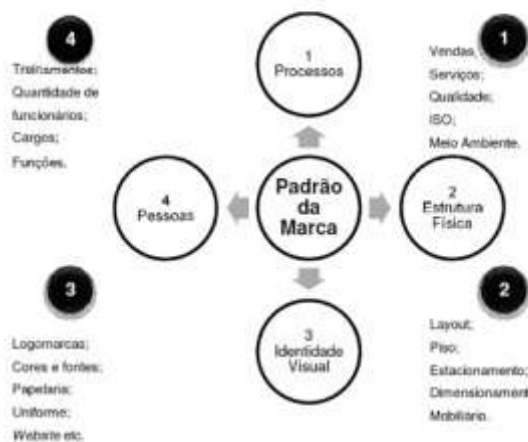 4
Treinamentos;
Quantidade de
funcionários;
Cargos;
Funções.
1
Processos
1
Vendas;
Serviços;
Qualidade;
ISO;
Meio Ambiente.
4
Pessoas
Padrão
da
Marca
2
Estrutura
Física
3
Logomarcas;
Cores e fontes;
Papelaria;
Uniforme;
Website etc.
3
Identidade
Visual
2
Layout;
Piso;
Estacionamento;
Dimensionament
Mobiliário.